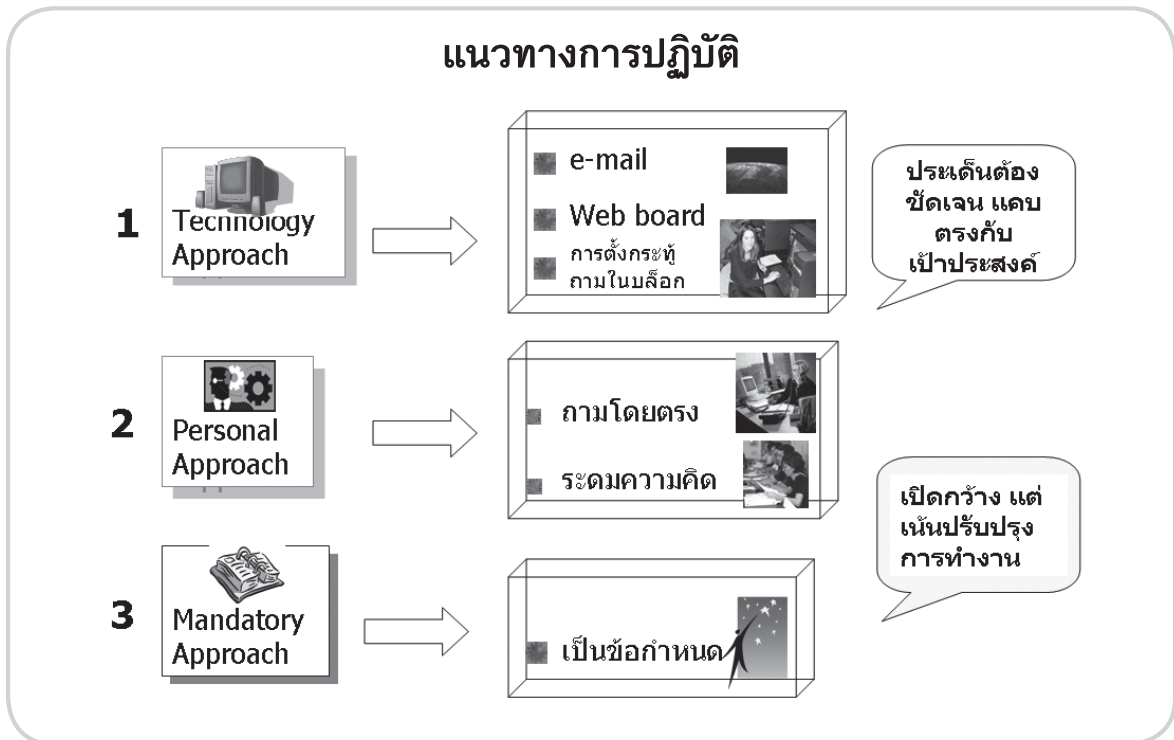 แนวทางการปฏิบัติ
1
Technology
Approach
e-mail
Web board
การตั้งกระทู้
ถามในบล็อก
ประเด็นต้อง
ชัดเจน แคบ
ตรงกับ
เป้าประสงค์
2
Personal
Approach
ถามโดยตรง
ระดมความคิด
เปิดกว้าง แต่
เน้นปรับปรุง
การทำงาน
3
Mandatory
Approach
เป็นข้อกำหนด